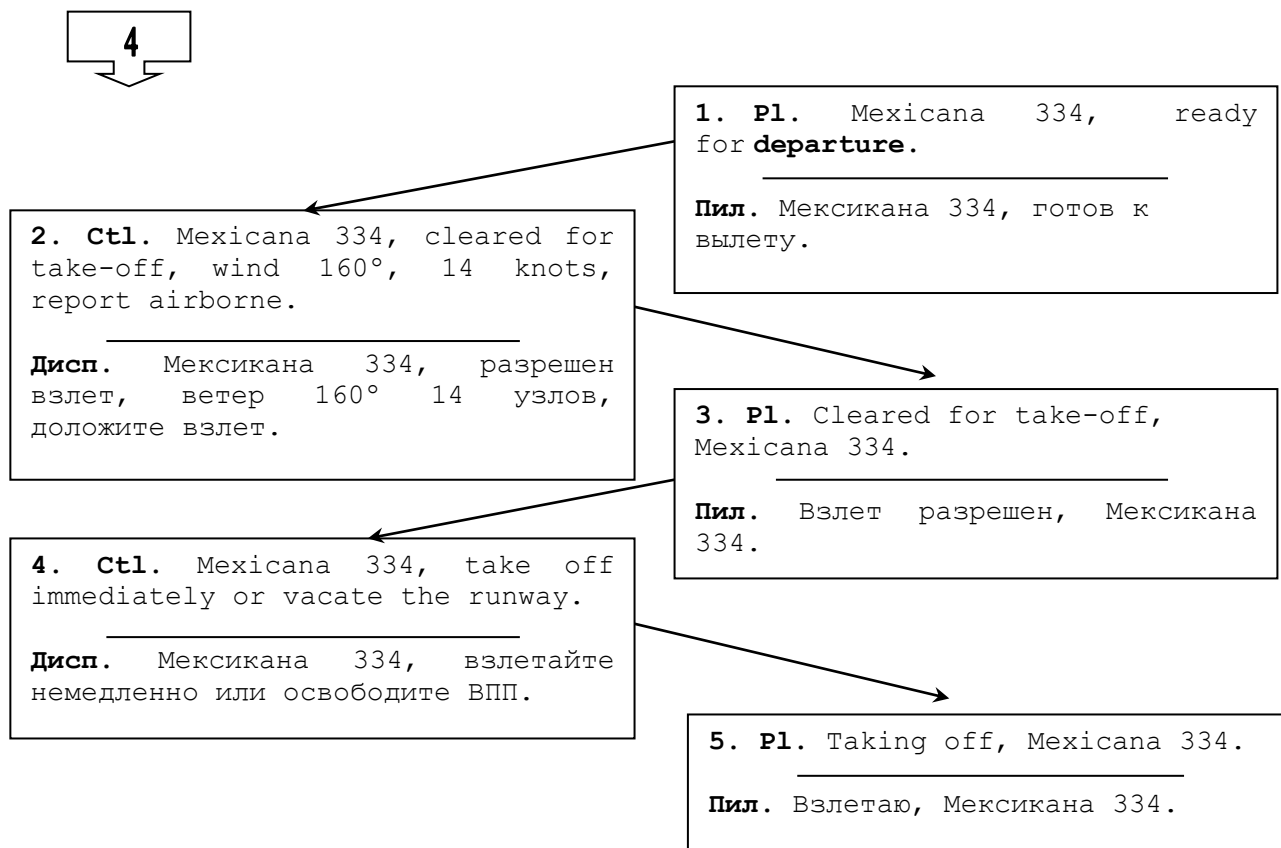 4
1. Pl. Mexicana 334, ready
for departure.
Пил. Мексикана 334, готов к
вылету.
2. Ctl. Mexicana 334, cleared for
take-off, wind 160°, 14 knots,
report airborne.
Дисп. Мексикана 334, разрешен
взлет, ветер 160° 14 узлов,
доложите взлет.
3. Pl. Cleared for take-off,
Mexicana 334.
Пил. Взлет разрешен, Мексикана
334.
4. Ctl. Mexicana 334, take off
immediately or vacate the runway.
Дисп. Мексикана 334, взлетайте
немедленно или освободите ВПП.
5. Pl. Taking off, Mexicana 334.
Пил. Взлетаю, Мексикана 334.